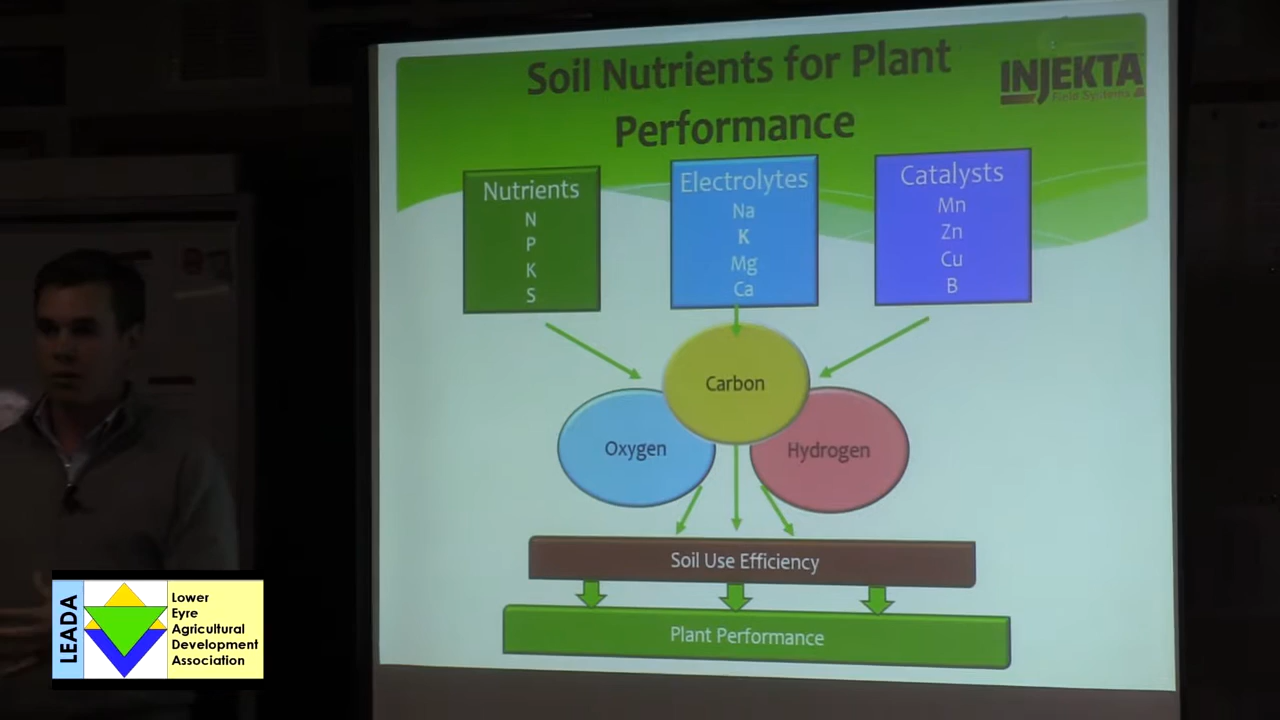 Soil Nutrients for Plant
Performance
INJEKTA
Field Systems
Nutrients
N
P
K
S
Electrolytes
Na
K
Mg
Ca
Catalysts
Mn
Zn
Cu
B
Carbon
Oxygen
Hydrogen
Soil Use Efficiency
Plant Performance
LEADA
Lower
Eyre
Agricultural
Development
Association